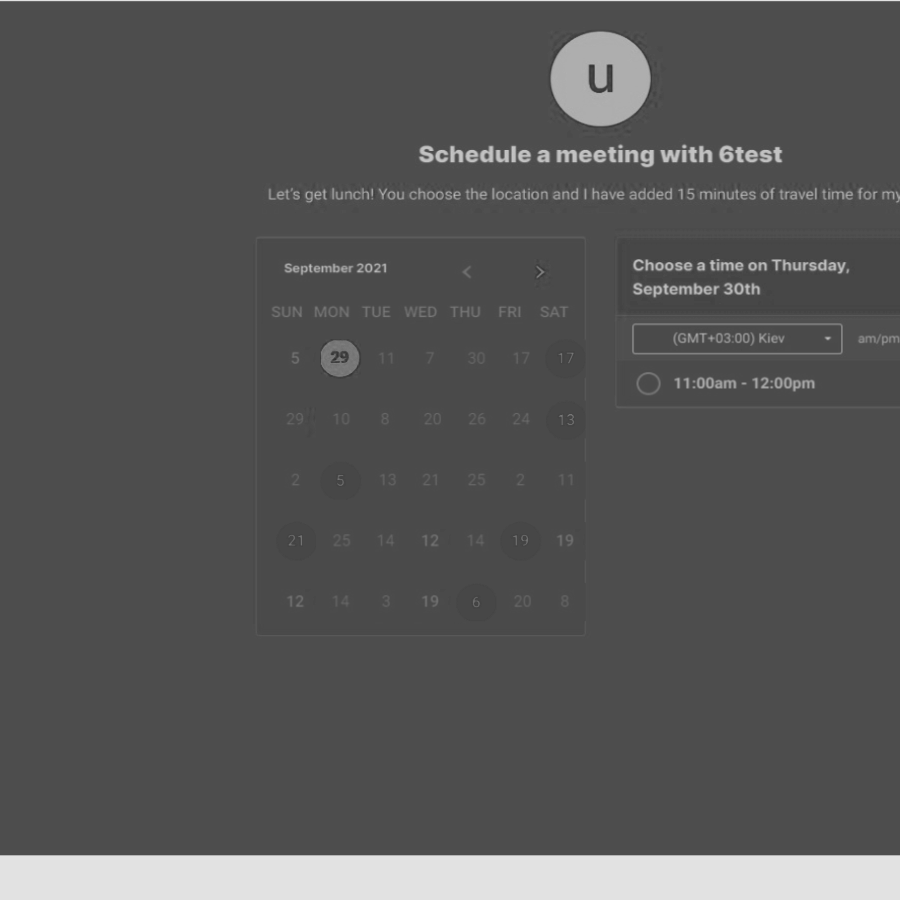 u
Schedule a meeting with 6test
Let's get lunch! You choose the location and I have added 15 minutes of travel time for my
September 2021
SUN MON TUE WED THU FRI SAT
5 29 11 7 30 17 17
29 10 8 20 26 24 13
2 5 13 21 25 2 11
21 25 14 12 14 19 19
12 14 3 19 6 20 8
Choose a time on Thursday,
September 30th
(GMT+03:00) Kiev am/pm
11:00am - 12:00pm